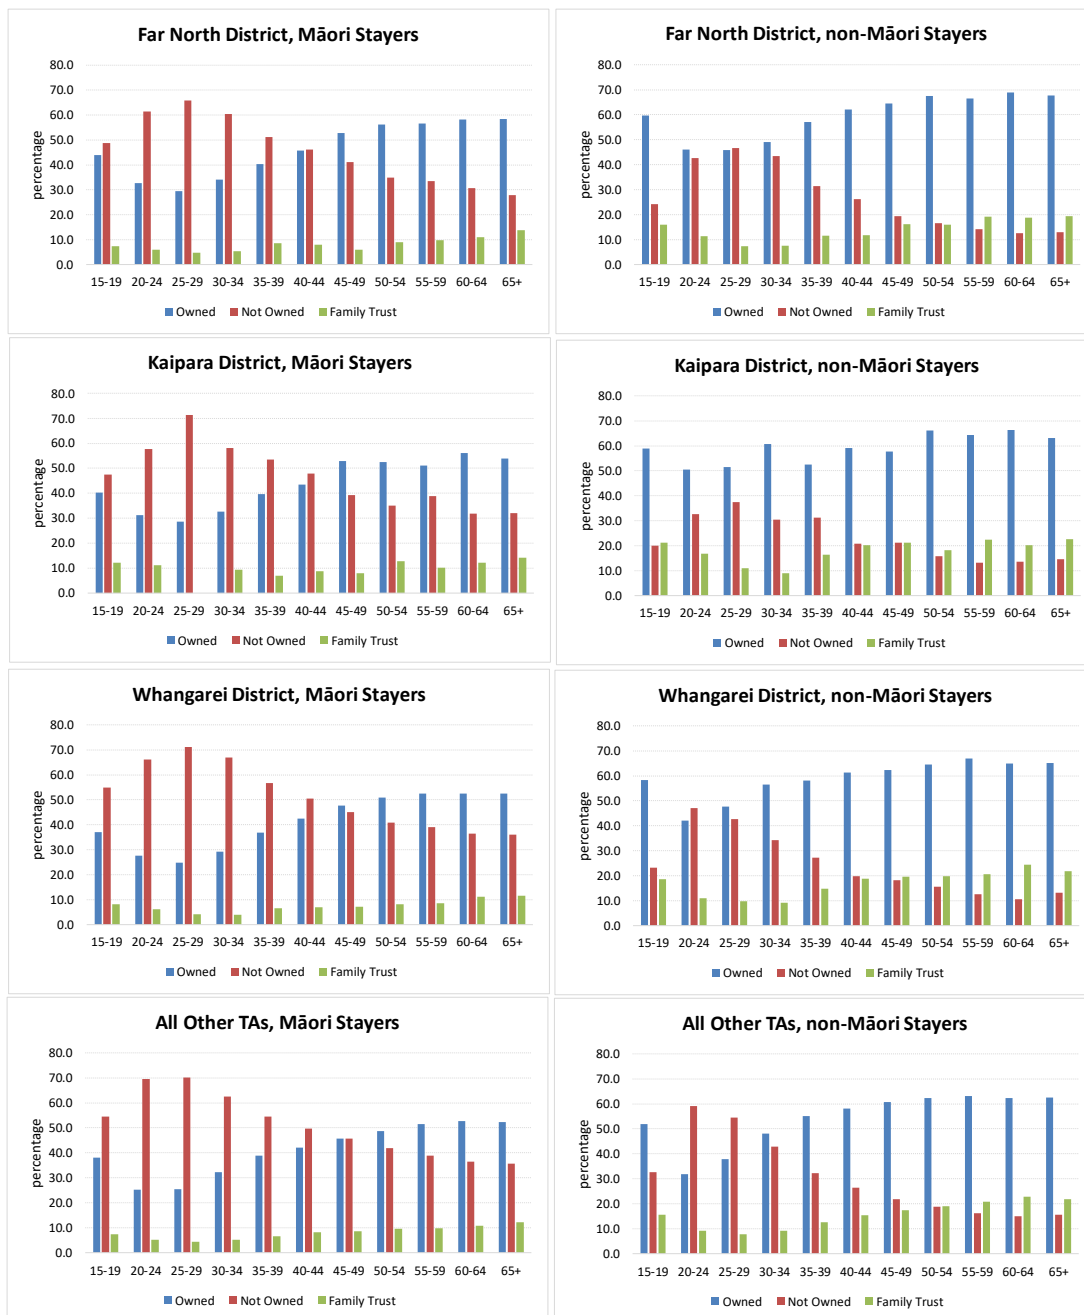 Far North District, Māori Stayers
percentage
80.0
70.0
60.0
50.0
40.0
30.0
20.0
10.0
0.0
15-19 20-24 25-29 30-34 35-39 40-44 45-49 50-54 55-59 60-64 65+
Owned Not Owned Family Trust
Far North District, non-Māori Stayers
percentage
80.0
70.0
60.0
50.0
40.0
30.0
20.0
10.0
0.0
15-19 20-24 25-29 30-34 35-39 40-44 45-49 50-54 55-59 60-64 65+
Owned Not Owned Family Trust
Kaipara District, Māori Stayers
percentage
80.0
70.0
60.0
50.0
40.0
30.0
20.0
10.0
0.0
15-19 20-24 25-29 30-34 35-39 40-44 45-49 50-54 55-59 60-64 65+
Owned Not Owned Family Trust
Kaipara District, non-Māori Stayers
percentage
80.0
70.0
60.0
50.0
40.0
30.0
20.0
10.0
0.0
15-19 20-24 25-29 30-34 35-39 40-44 45-49 50-54 55-59 60-64 65+
Owned Not Owned Family Trust
Whangarei District, Māori Stayers
percentage
80.0
70.0
60.0
50.0
40.0
30.0
20.0
10.0
0.0
15-19 20-24 25-29 30-34 35-39 40-44 45-49 50-54 55-59 60-64 65+
Owned Not Owned Family Trust
Whangarei District, non-Māori Stayers
percentage
80.0
70.0
60.0
50.0
40.0
30.0
20.0
10.0
0.0
15-19 20-24 25-29 30-34 35-39 40-44 45-49 50-54 55-59 60-64 65+
Owned Not Owned Family Trust
All Other TAs, Māori Stayers
percentage
80.0
70.0
60.0
50.0
40.0
30.0
20.0
10.0
0.0
15-19 20-24 25-29 30-34 35-39 40-44 45-49 50-54 55-59 60-64 65+
Owned Not Owned Family Trust
All Other TAs, non-Māori Stayers
percentage
80.0
70.0
60.0
50.0
40.0
30.0
20.0
10.0
0.0
15-19 20-24 25-29 30-34 35-39 40-44 45-49 50-54 55-59 60-64 65+
Owned Not Owned Family Trust